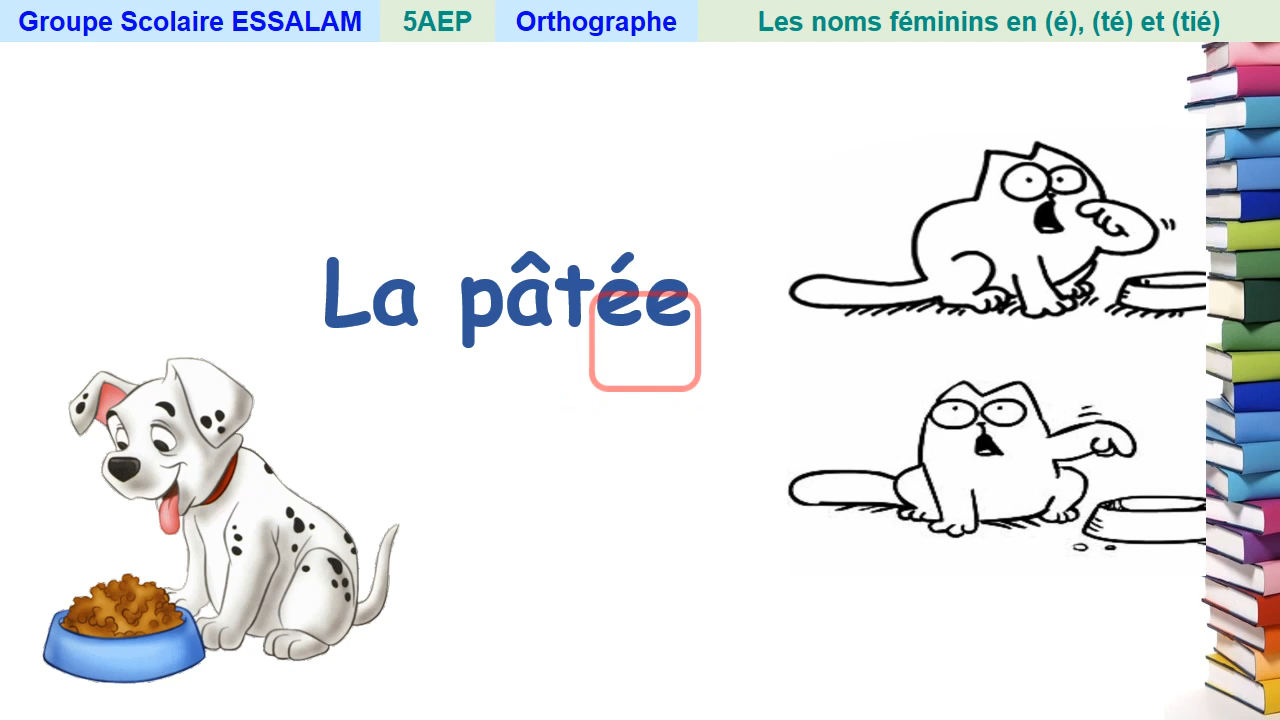 Groupe Scolaire ESSALAM 5AEP Orthographe Les noms féminins en (é), (té) et (tié)
La pâtée